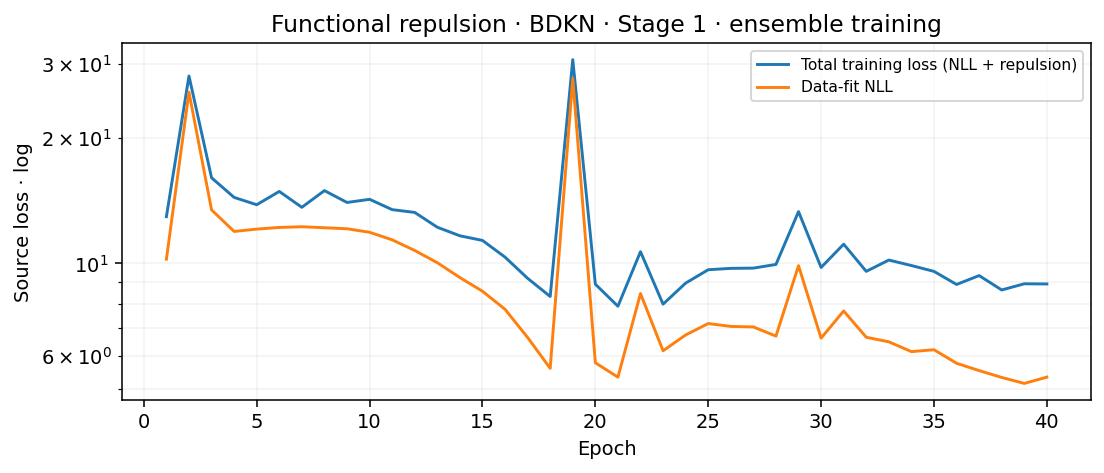 Functional repulsion · BDKN · Stage 1 · ensemble training
Total training loss (NLL + repulsion)
Data-fit NLL
Source loss · log
3 × 10¹
2 × 10¹
10¹
6 × 10⁰
0 5 10 15 20 25 30 35 40
Epoch